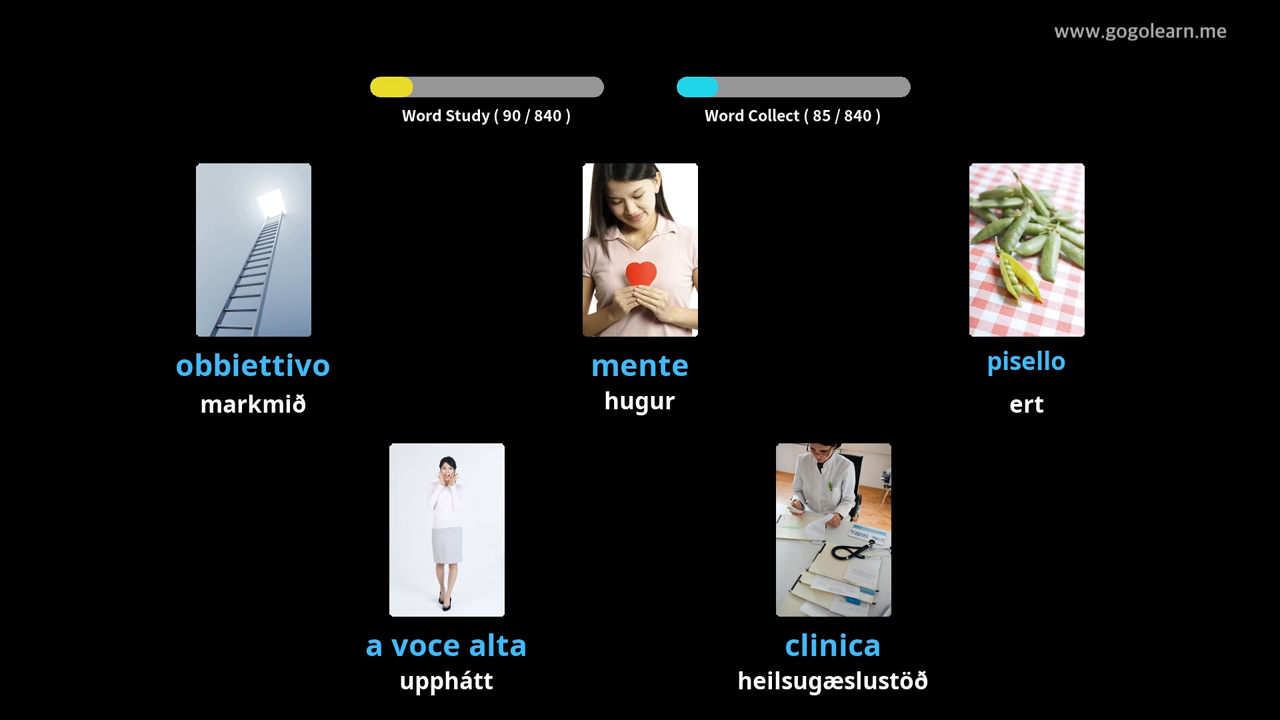 www.gogolearn.me
Word Study ( 90 / 840 )
Word Collect ( 85 / 840 )
obbiettivo
markmið
mente
hugur
pisello
ert
a voce alta
upphátt
clinica
heilsugæslustöð